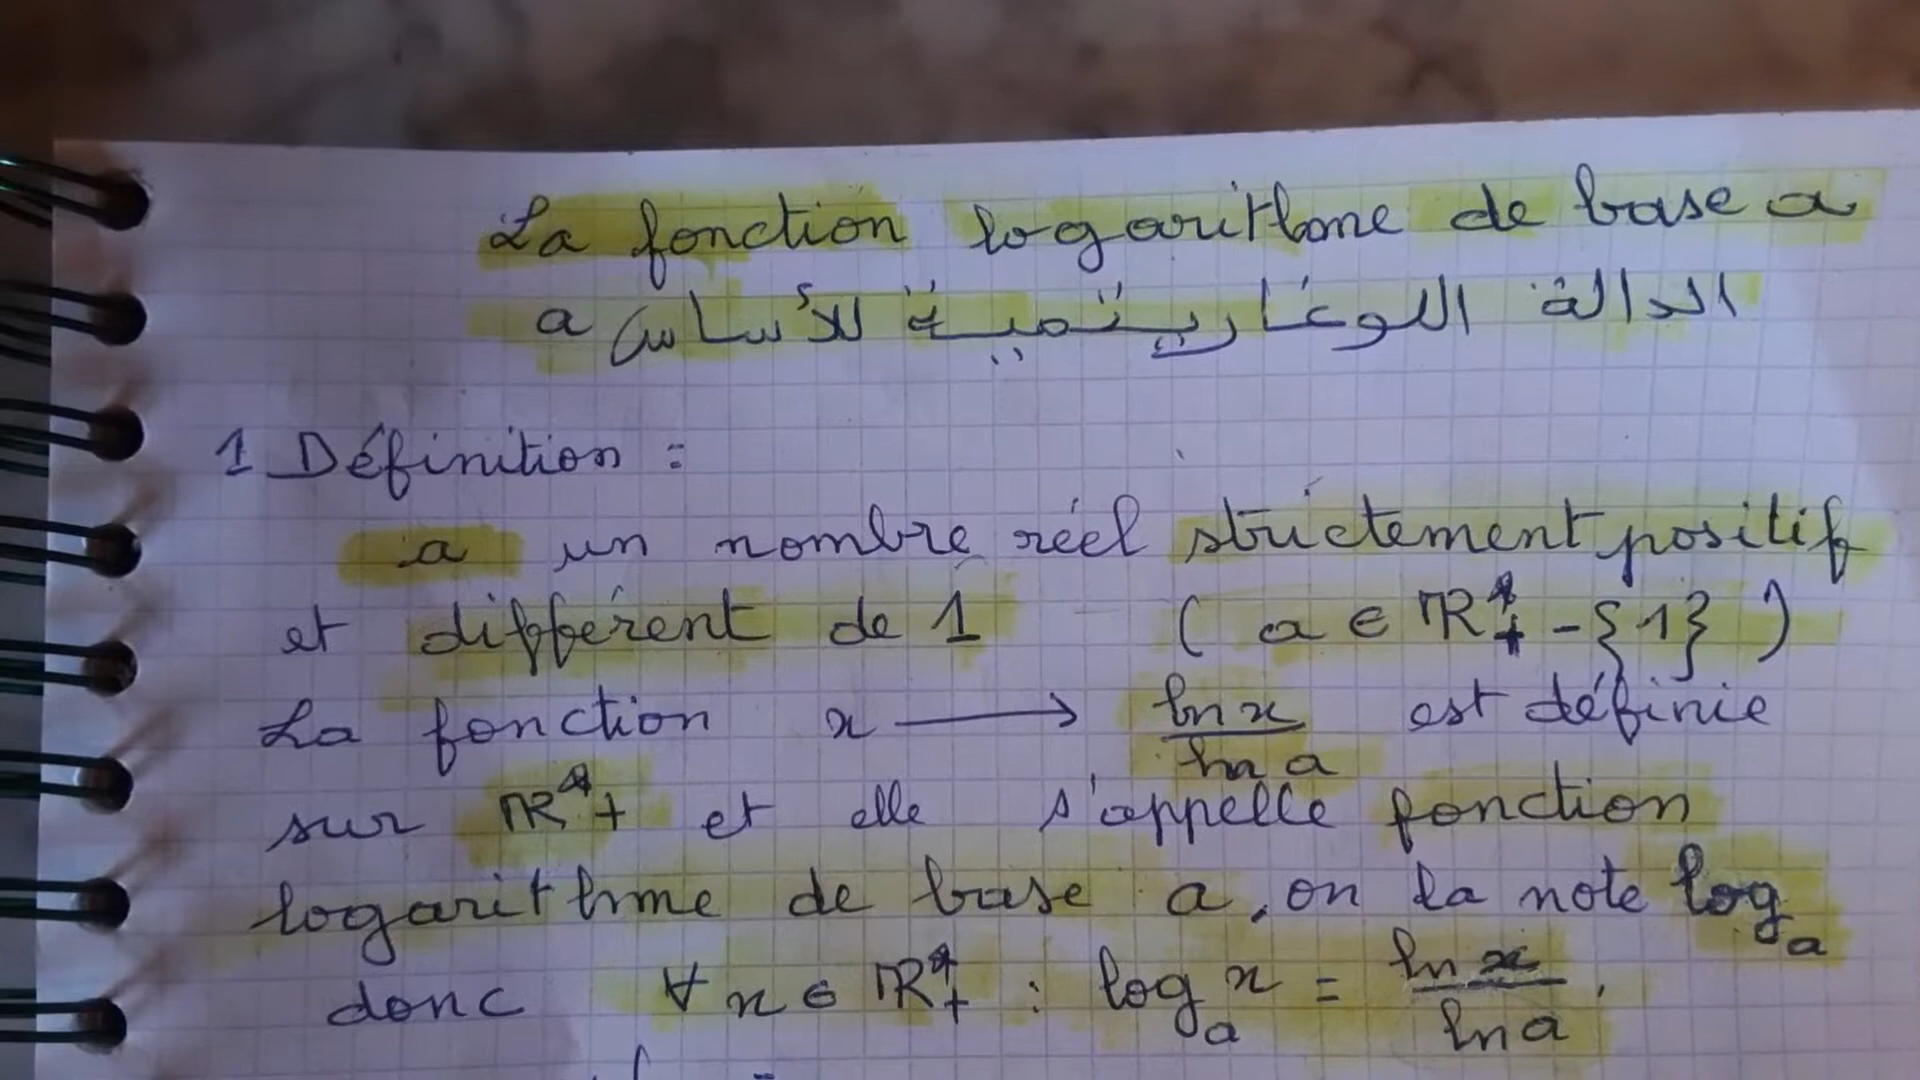 La fonction logarithme de base a
الدالة اللوغاريتمية للأساس a
1 Définition :
a un nombre réel strictement positif
et différent de 1 ( a ∈ ℝ*₊ - {1} )
La fonction x ⟶ ln x / ln a est définie
sur ℝ*+ et elle s'appelle fonction
logarithme de base a, on la note logₐ
donc ∀ x ∈ ℝ*₊ : logₐ x = ln x / ln a .